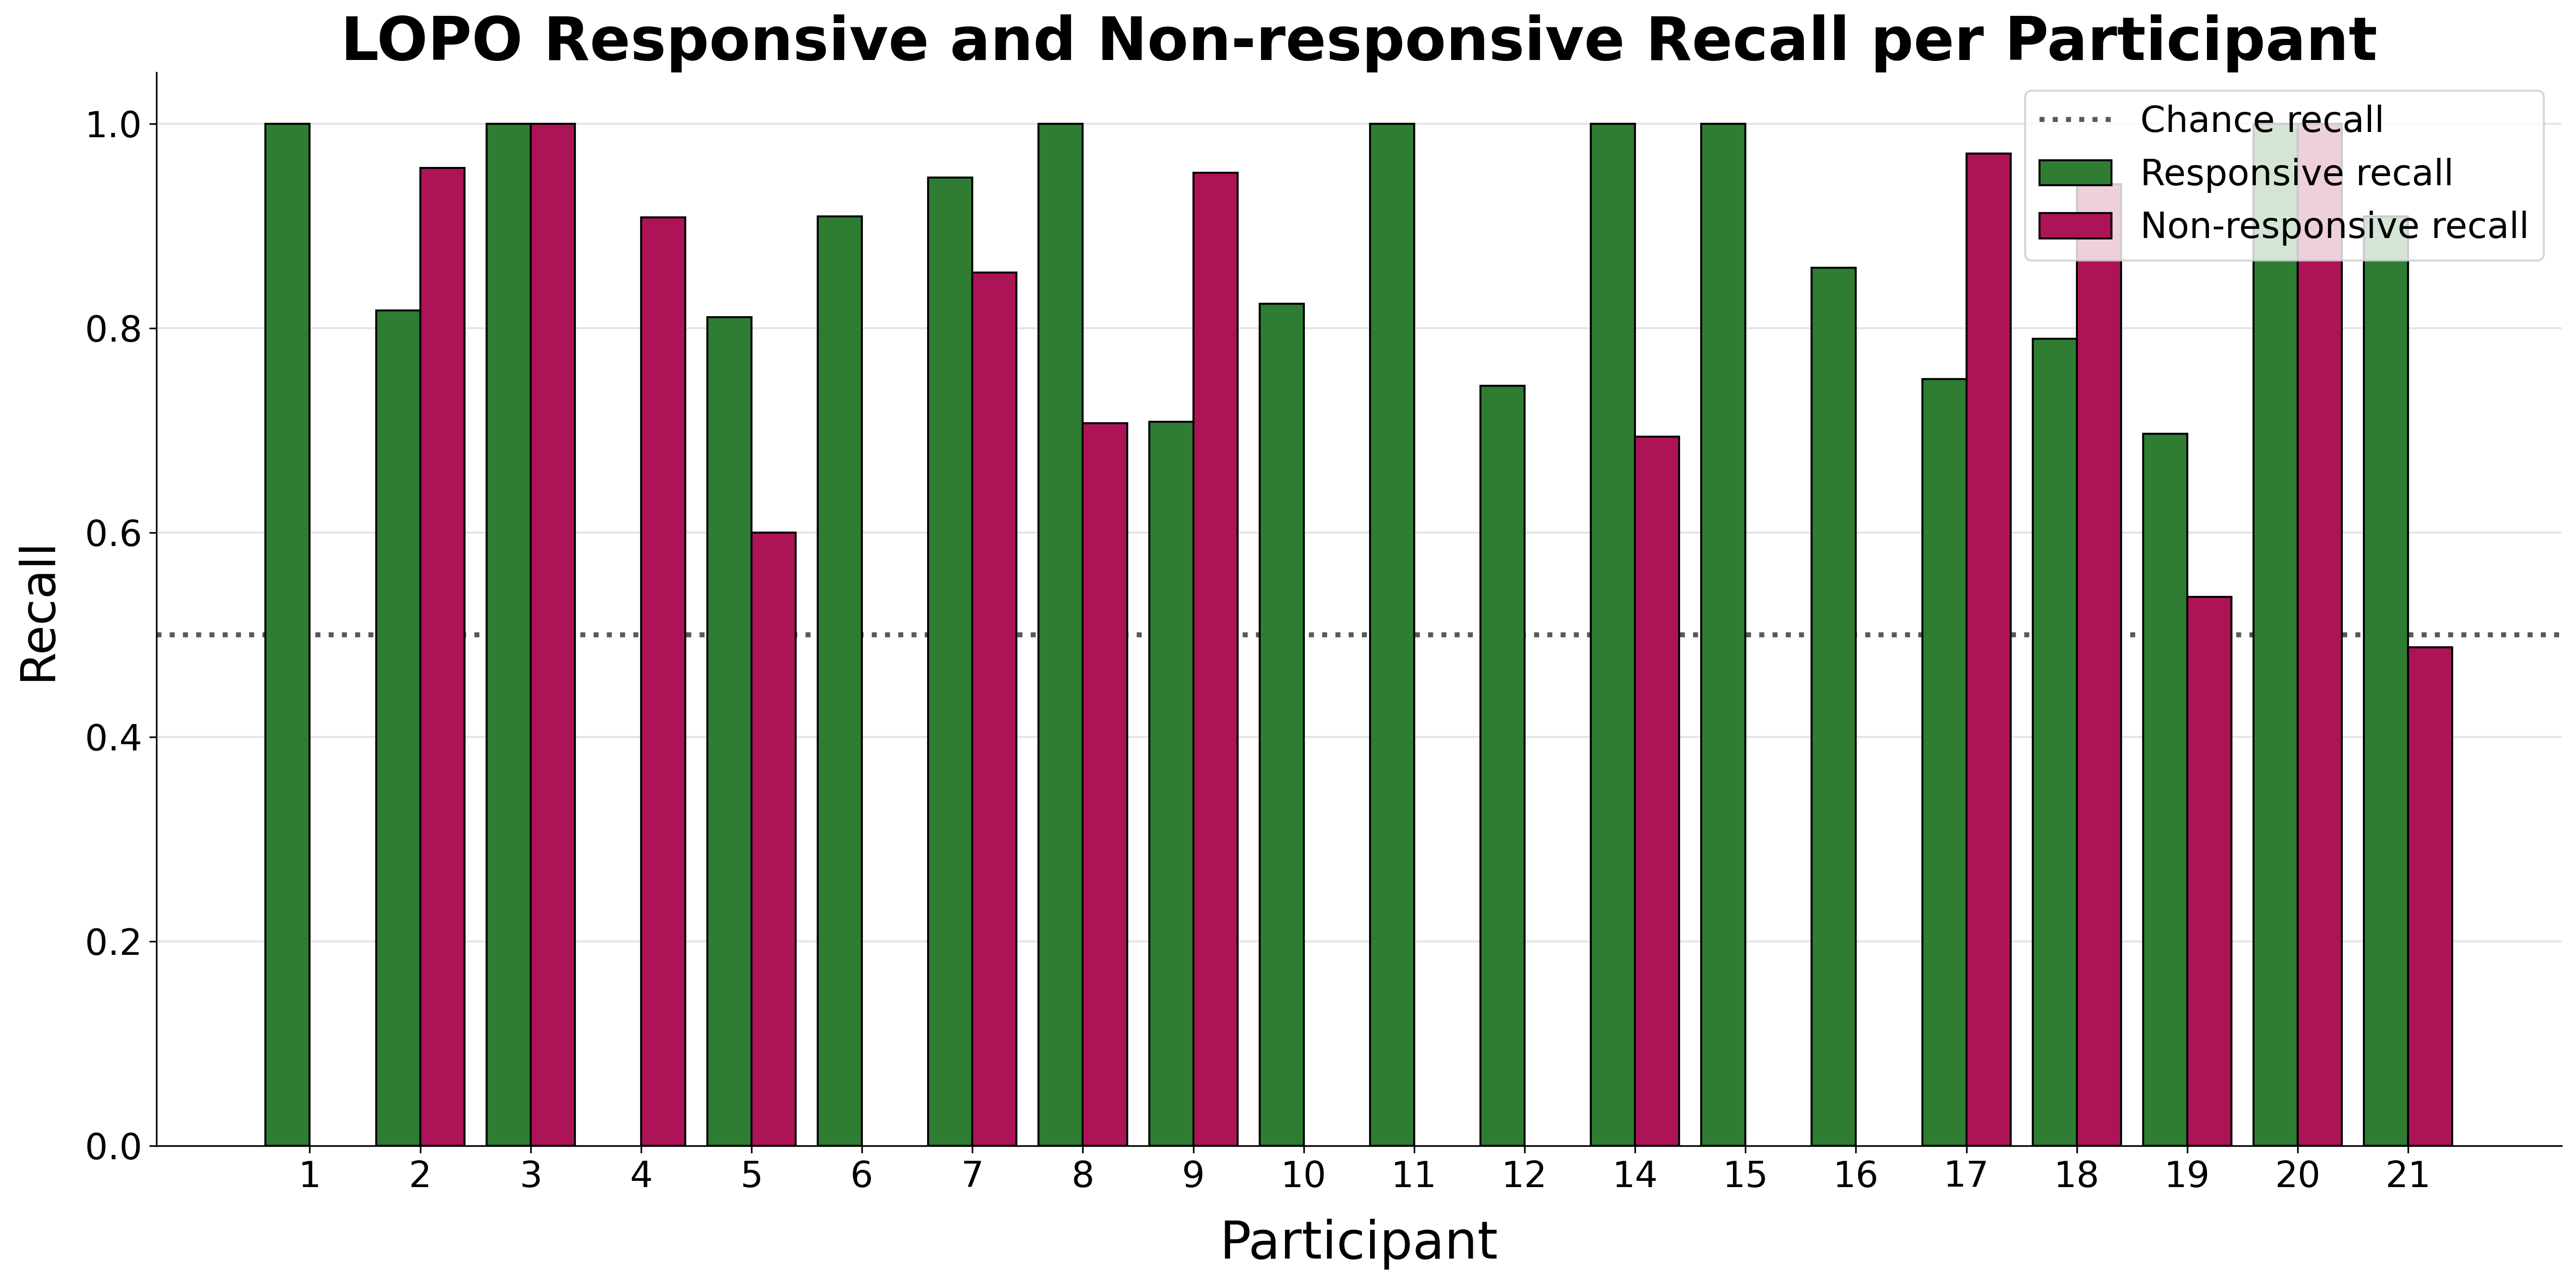 LOPO Responsive and Non-responsive Recall per Participant
Chance recall
Responsive recall
Non-responsive recall
Recall
1.0
0.8
0.6
0.4
0.2
0.0
1 2 3 4 5 6 7 8 9 10 11 12 14 15 16 17 18 19 20 21
Participant